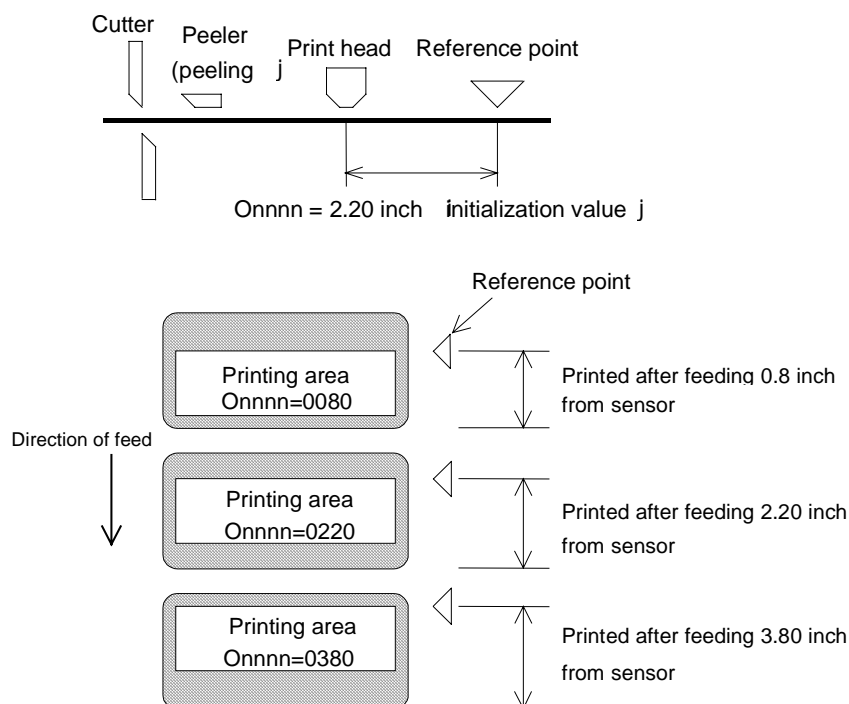 Cutter
Peeler
(peeling j
Print head
Reference point
Onnnn = 2.20 inch initialization value j
Reference point
Printing area
Onnnn=0080
Printed after feeding 0.8 inch
from sensor
Direction of feed
Printing area
Onnnn=0220
Printed after feeding 2.20 inch
from sensor
Printing area
Onnnn=0380
Printed after feeding 3.80 inch
from sensor